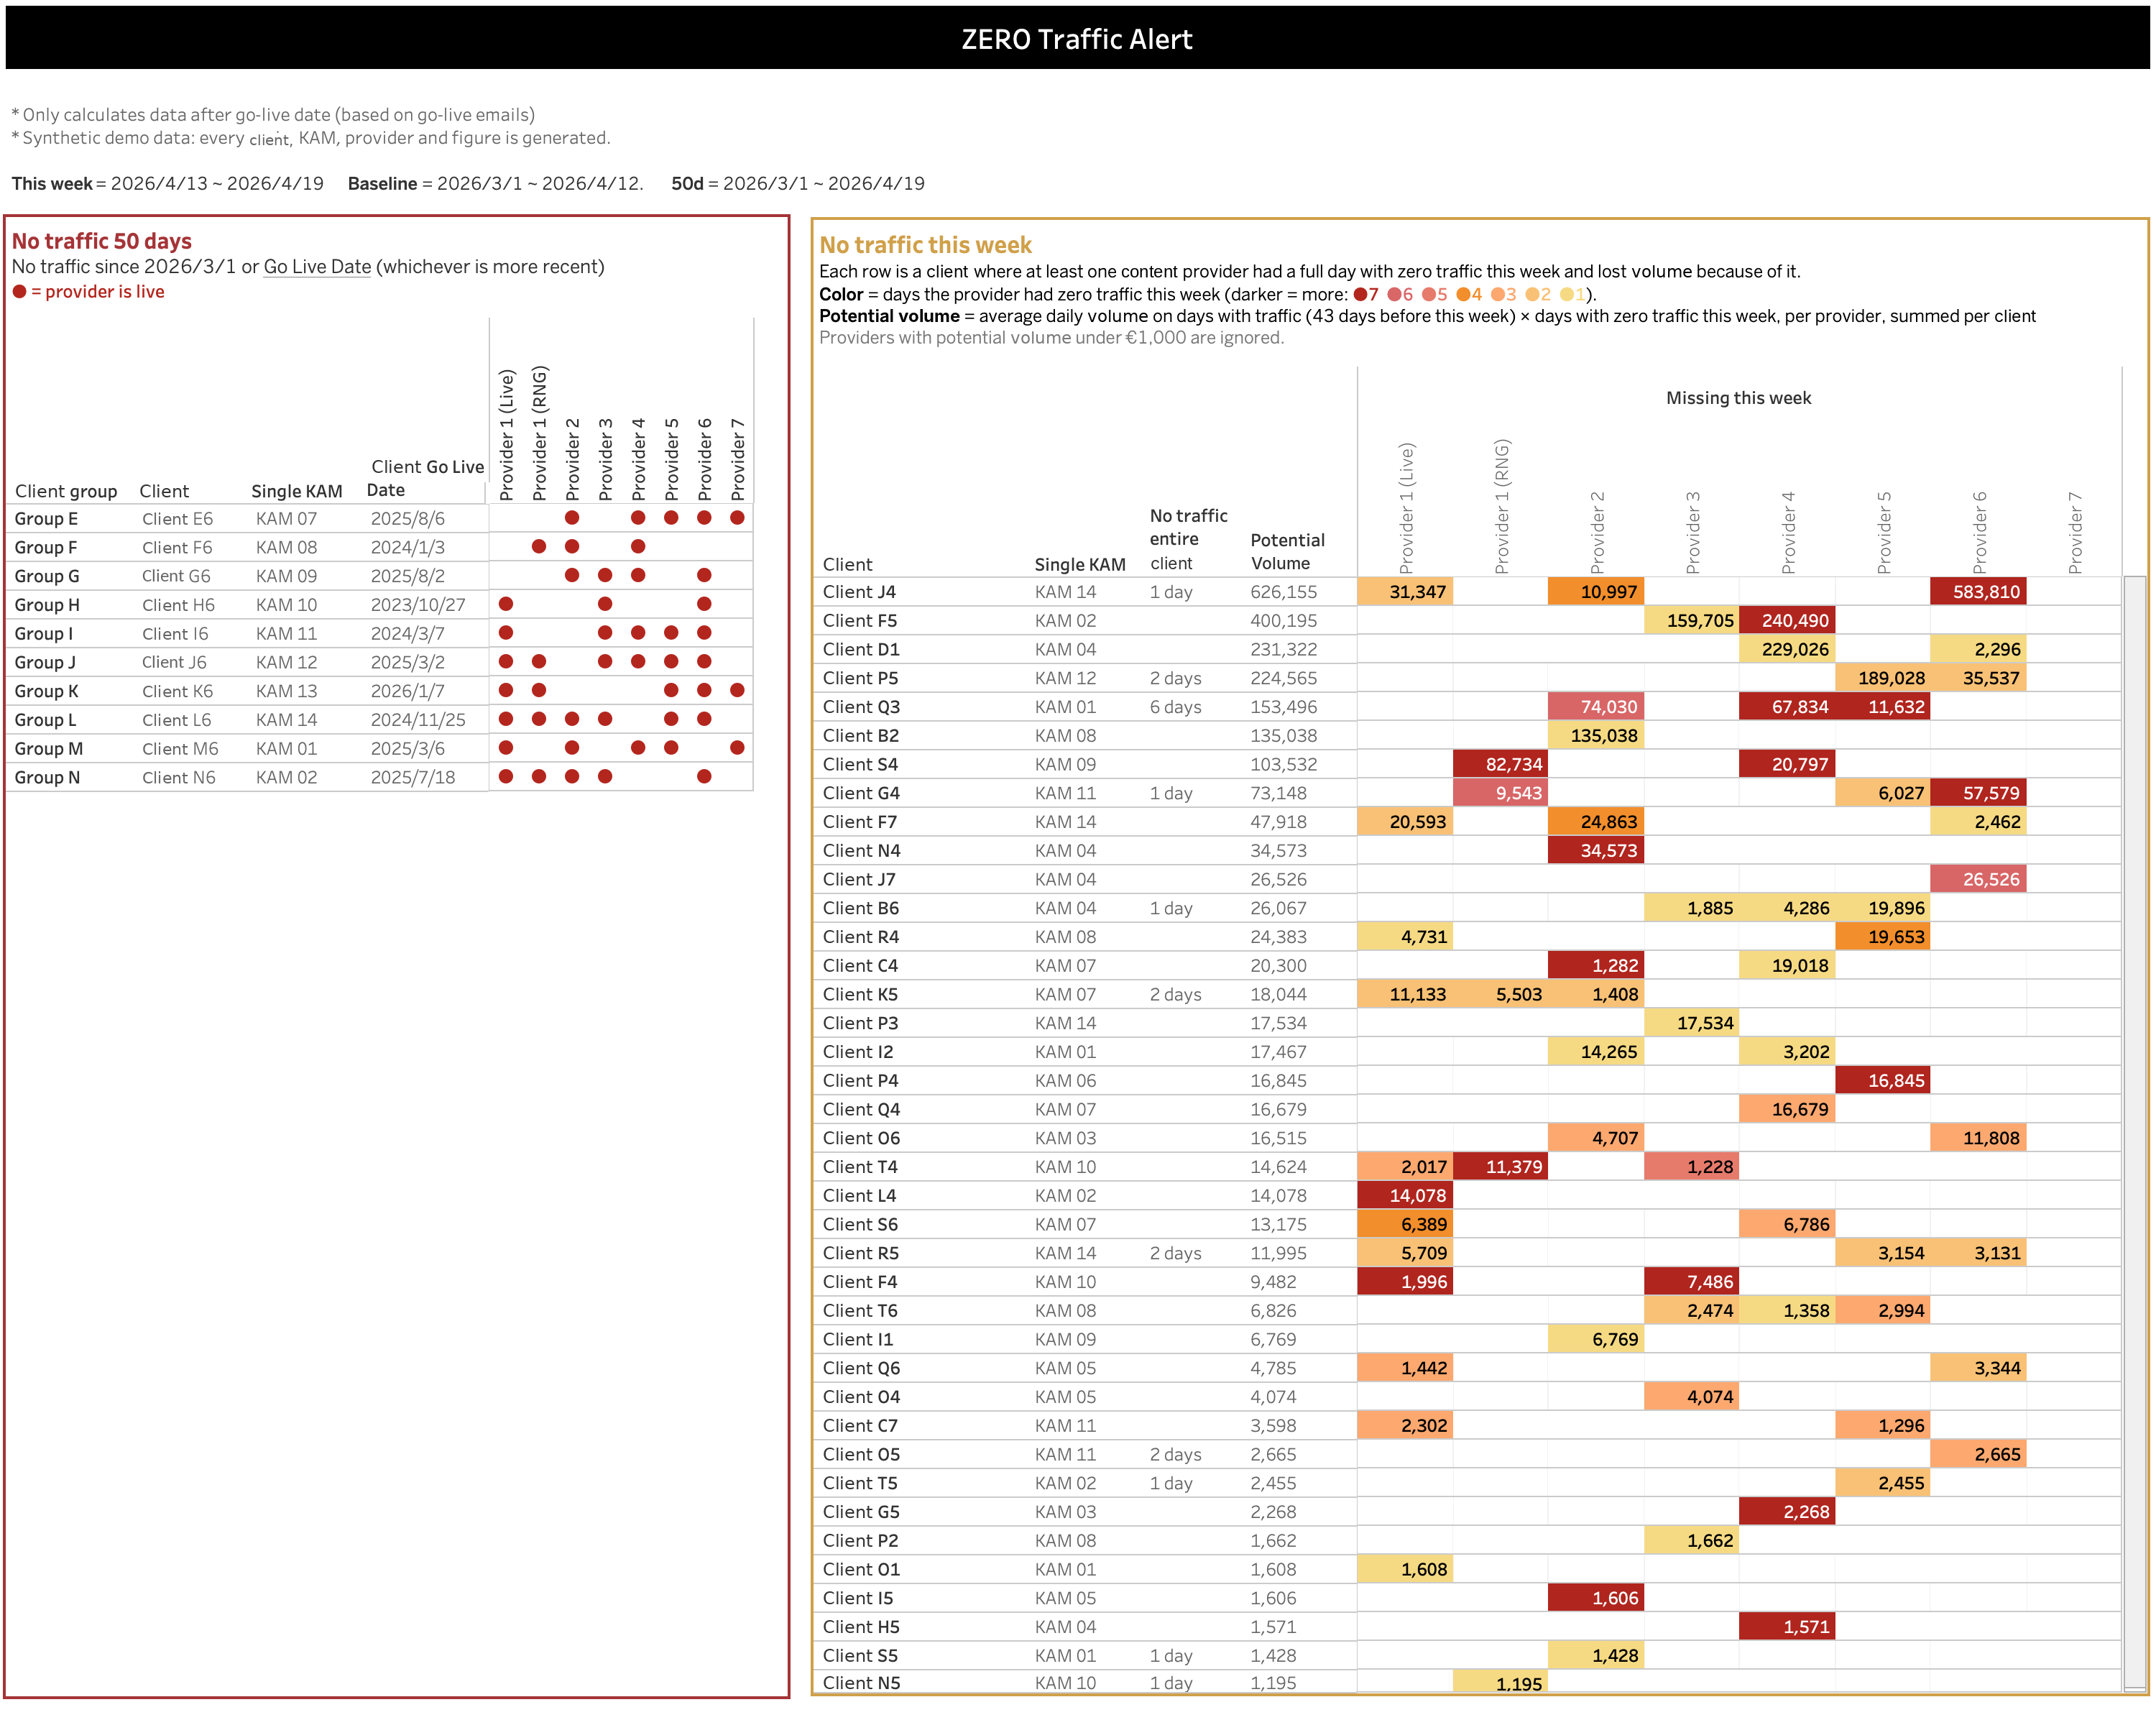 ZERO Traffic Alert
* Only calculates data after go-live date (based on go-live emails)
* Synthetic demo data: every client, KAM, provider and figure is generated.
This week = 2026/4/13 ~ 2026/4/19 Baseline = 2026/3/1 ~ 2026/4/12. 50d = 2026/3/1 ~ 2026/4/19
No traffic 50 days
No traffic since 2026/3/1 or Go Live Date (whichever is more recent)
= provider is live
Client group Client Single KAM Client Go Live Date Provider 1 (Live) Provider 1 (RNG) Provider 2 Provider 3 Provider 4 Provider 5 Provider 6 Provider 7
Group E Client E6 KAM 07 2025/8/6
Group F Client F6 KAM 08 2024/1/3
Group G Client G6 KAM 09 2025/8/2
Group H Client H6 KAM 10 2023/10/27
Group I Client I6 KAM 11 2024/3/7
Group J Client J6 KAM 12 2025/3/2
Group K Client K6 KAM 13 2026/1/7
Group L Client L6 KAM 14 2024/11/25
Group M Client M6 KAM 01 2025/3/6
Group N Client N6 KAM 02 2025/7/18
No traffic this week
Each row is a client where at least one content provider had a full day with zero traffic this week and lost volume because of it.
Color = days the provider had zero traffic this week (darker = more: 7 6 5 4 3 2 1).
Potential volume = average daily volume on days with traffic (43 days before this week) × days with zero traffic this week, per provider, summed per client
Providers with potential volume under €1,000 are ignored.
Missing this week
Client Single KAM No traffic entire client Potential Volume Provider 1 (Live) Provider 1 (RNG) Provider 2 Provider 3 Provider 4 Provider 5 Provider 6 Provider 7
Client J4 KAM 14 1 day 626,155 31,347 10,997 583,810
Client F5 KAM 02 400,195 159,705 240,490
Client D1 KAM 04 231,322 229,026 2,296
Client P5 KAM 12 2 days 224,565 189,028 35,537
Client Q3 KAM 01 6 days 153,496 74,030 67,834 11,632
Client B2 KAM 08 135,038 135,038
Client S4 KAM 09 103,532 82,734 20,797
Client G4 KAM 11 1 day 73,148 9,543 6,027 57,579
Client F7 KAM 14 47,918 20,593 24,863 2,462
Client N4 KAM 04 34,573 34,573
Client J7 KAM 04 26,526 26,526
Client B6 KAM 04 1 day 26,067 1,885 4,286 19,896
Client R4 KAM 08 24,383 4,731 19,653
Client C4 KAM 07 20,300 1,282 19,018
Client K5 KAM 07 2 days 18,044 11,133 5,503 1,408
Client P3 KAM 14 17,534 17,534
Client I2 KAM 01 17,467 14,265 3,202
Client P4 KAM 06 16,845 16,845
Client Q4 KAM 07 16,679 16,679
Client O6 KAM 03 16,515 4,707 11,808
Client T4 KAM 10 14,624 2,017 11,379 1,228
Client L4 KAM 02 14,078 14,078
Client S6 KAM 07 13,175 6,389 6,786
Client R5 KAM 14 2 days 11,995 5,709 3,154 3,131
Client F4 KAM 10 9,482 1,996 7,486
Client T6 KAM 08 6,826 2,474 1,358 2,994
Client I1 KAM 09 6,769 6,769
Client Q6 KAM 05 4,785 1,442 3,344
Client O4 KAM 05 4,074 4,074
Client C7 KAM 11 3,598 2,302 1,296
Client O5 KAM 11 2 days 2,665 2,665
Client T5 KAM 02 1 day 2,455 2,455
Client G5 KAM 03 2,268 2,268
Client P2 KAM 08 1,662 1,662
Client O1 KAM 01 1,608 1,608
Client I5 KAM 05 1,606 1,606
Client H5 KAM 04 1,571 1,571
Client S5 KAM 01 1 day 1,428 1,428
Client N5 KAM 10 1 day 1,195 1,195